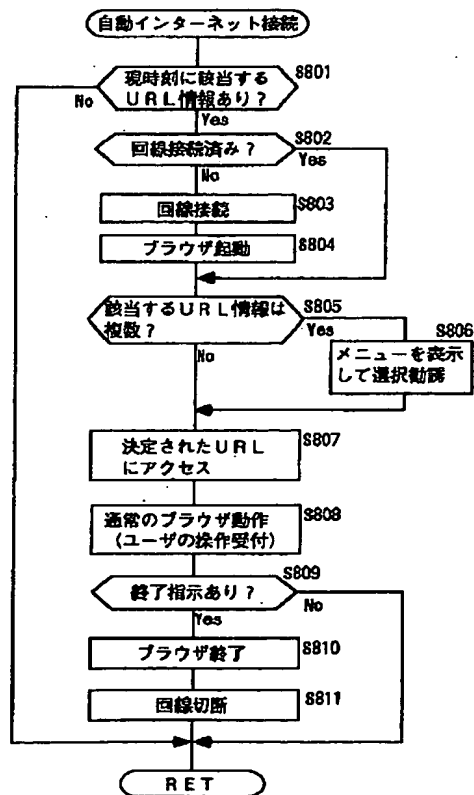 自動インターネット接続
現時刻に該当する
URL情報あり?
S801
No
Yes
回線接続済み?
S802
Yes
No
回線接続
S803
ブラウザ起動
S804
該当するURL情報は
複数?
S805
Yes
No
メニューを表示
して選択勧誘
S806
決定されたURL
にアクセス
S807
通常のブラウザ動作
(ユーザの操作受付)
S808
終了指示あり?
S809
No
Yes
ブラウザ終了
S810
回線切断
S811
RET